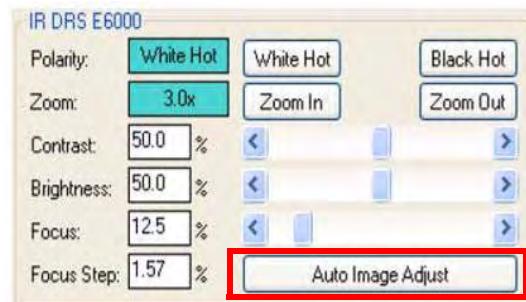 IR DRS E6000
Polarity: White Hot White Hot Black Hot
Zoom: 3.0x Zoom In Zoom Out
Contrast: 50.0 %
Brightness: 50.0 %
Focus: 12.5 %
Focus Step: 1.57 % Auto Image Adjust